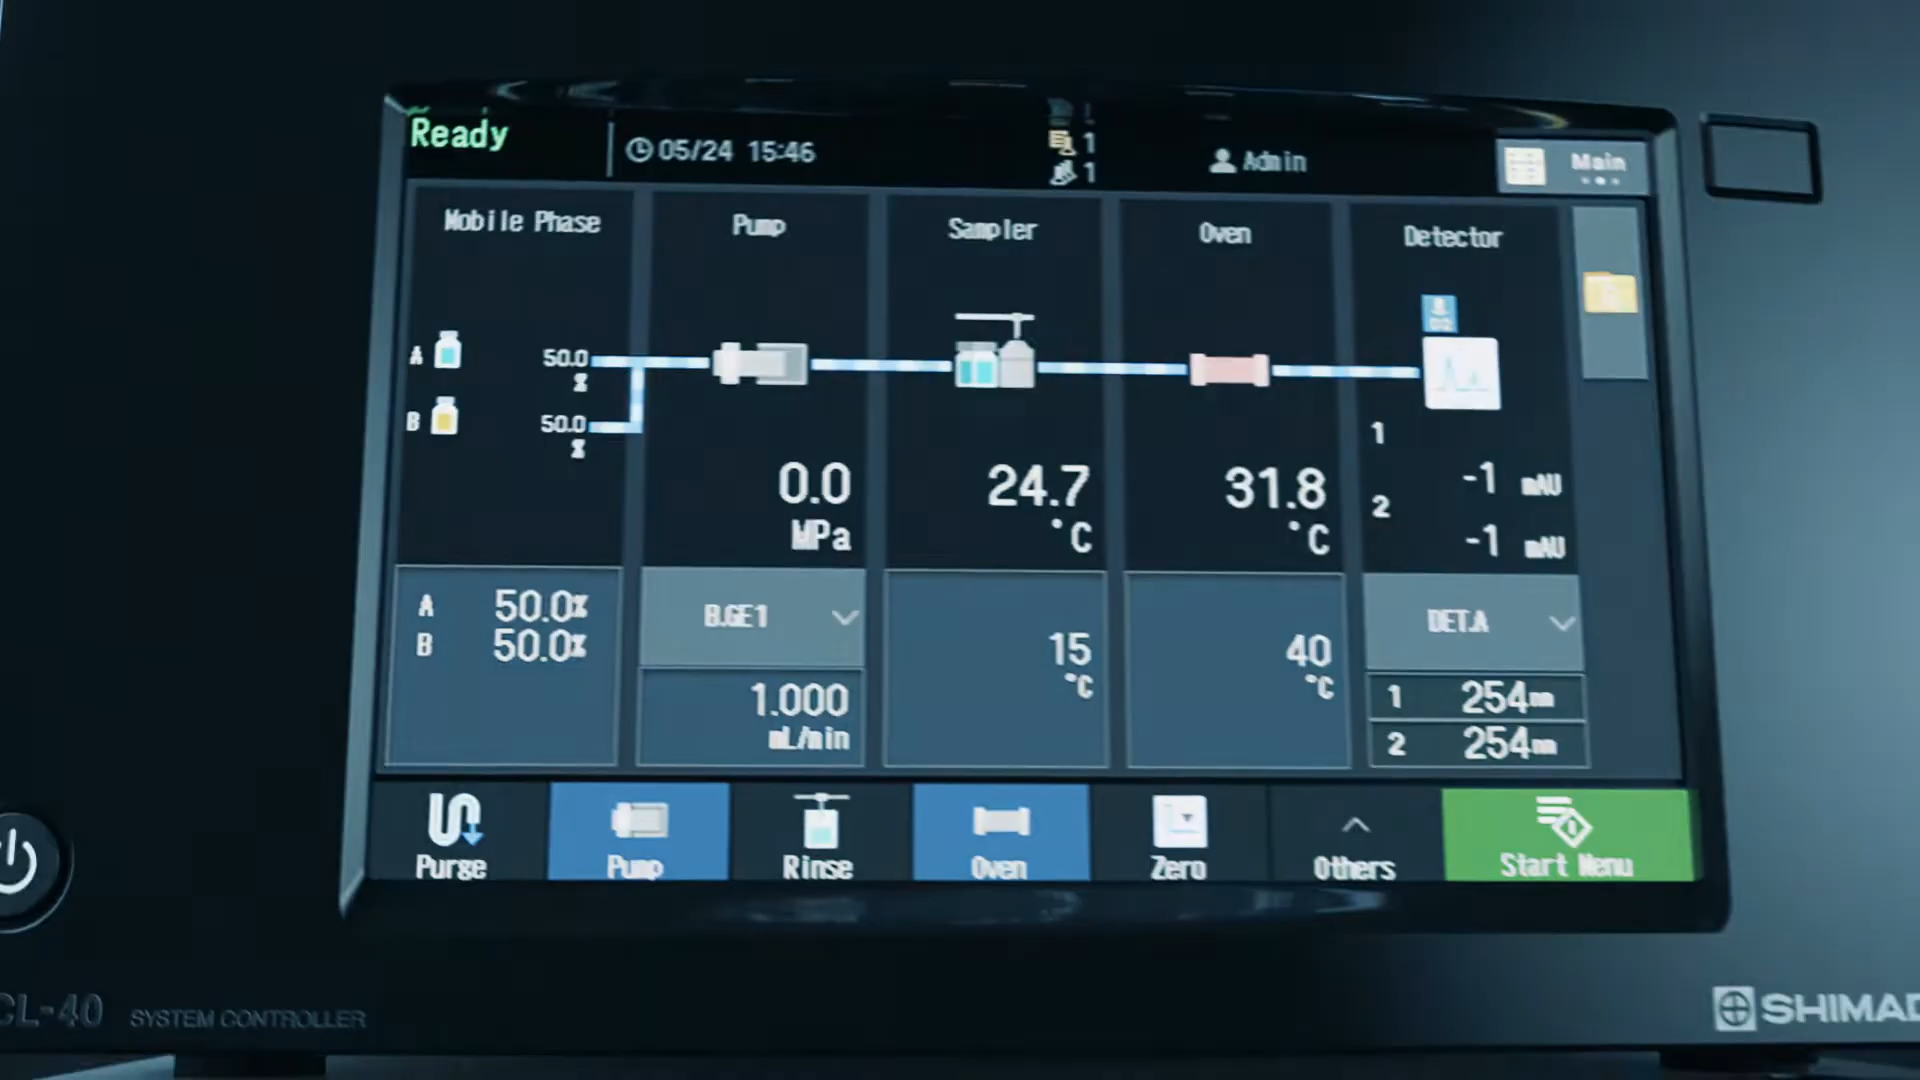 Ready
05/24 15:46
1
1
Admin
Main
Mobile Phase
Pump
Sampler
Oven
Detector
A
50.0
%
B
50.0
%
0.0
MPa
24.7
°C
31.8
°C
1
-1 mAU
2
-1 mAU
A 50.0%
B 50.0%
B.GE1
1.000
mL/min
15
°C
40
°C
DET.A
1 254nm
2 254nm
Purge
Pump
Rinse
Oven
Zero
Others
Start Menu
CL-40 SYSTEM CONTROLLER
SHIMAD